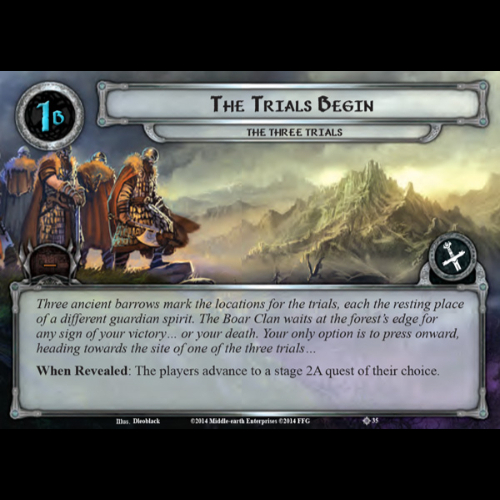 1B
THE TRIALS BEGIN
THE THREE TRIALS
Three ancient barrows mark the locations for the trials, each the resting place
of a different guardian spirit. The Boar Clan waits at the forest's edge for
any sign of your victory… or your death. Your only option is to press onward,
heading towards the site of one of the three trials…
When Revealed: The players advance to a stage 2A quest of their choice.
Illus. Dleoblack ©2014 Middle-earth Enterprises ©2014 FFG 35